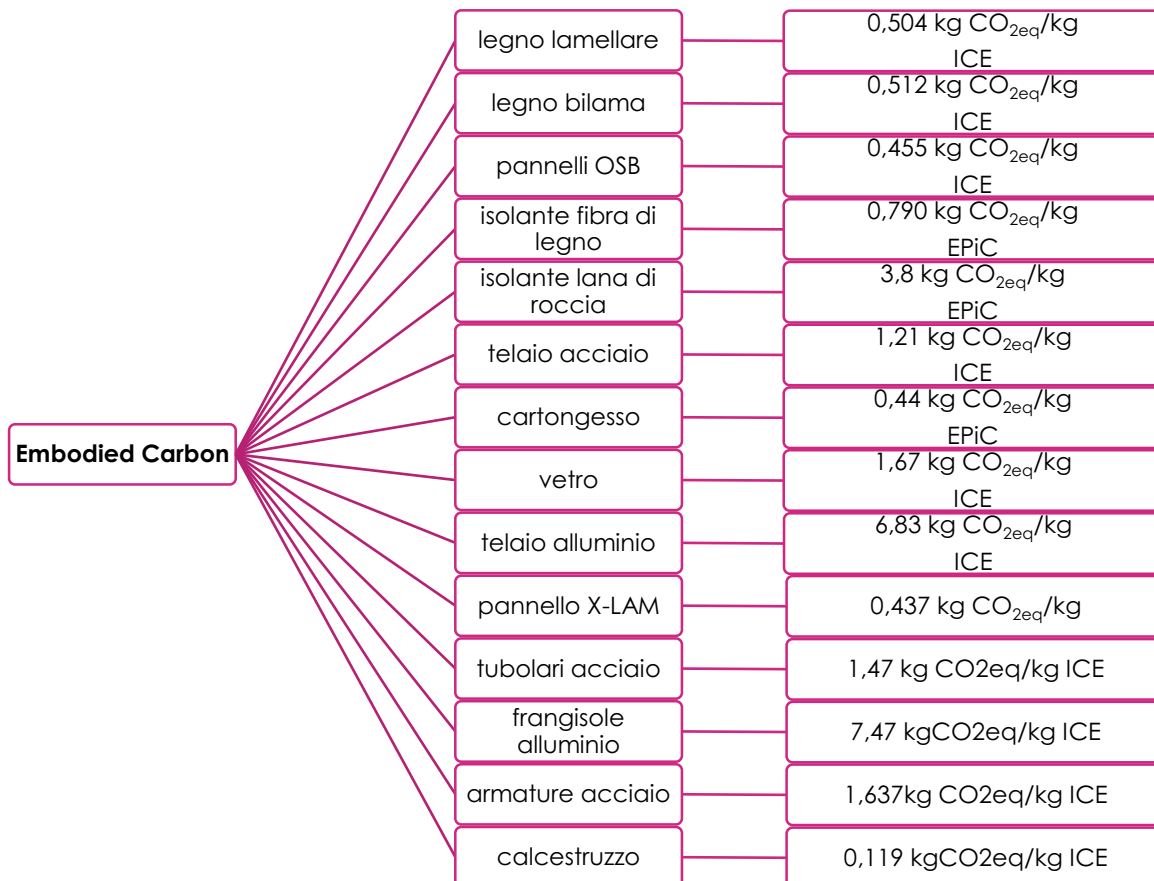 legno lamellare
0,504 kg CO2eq/kg
ICE
legno bilama
0,512 kg CO2eq/kg
ICE
pannelli OSB
0,455 kg CO2eq/kg
ICE
isolante fibra di
legno
0,790 kg CO2eq/kg
EPiC
isolante lana di
roccia
3,8 kg CO2eq/kg
EPiC
telaio acciaio
1,21 kg CO2eq/kg
ICE
cartongesso
0,44 kg CO2eq/kg
EPiC
Embodied Carbon
vetro
1,67 kg CO2eq/kg
ICE
telaio alluminio
6,83 kg CO2eq/kg
ICE
pannello X-LAM
0,437 kg CO2eq/kg
tubolari acciaio
1,47 kg CO2eq/kg ICE
frangisole
alluminio
7,47 kgCO2eq/kg ICE
armature acciaio
1,637kg CO2eq/kg ICE
calcestruzzo
0,119 kgCO2eq/kg ICE